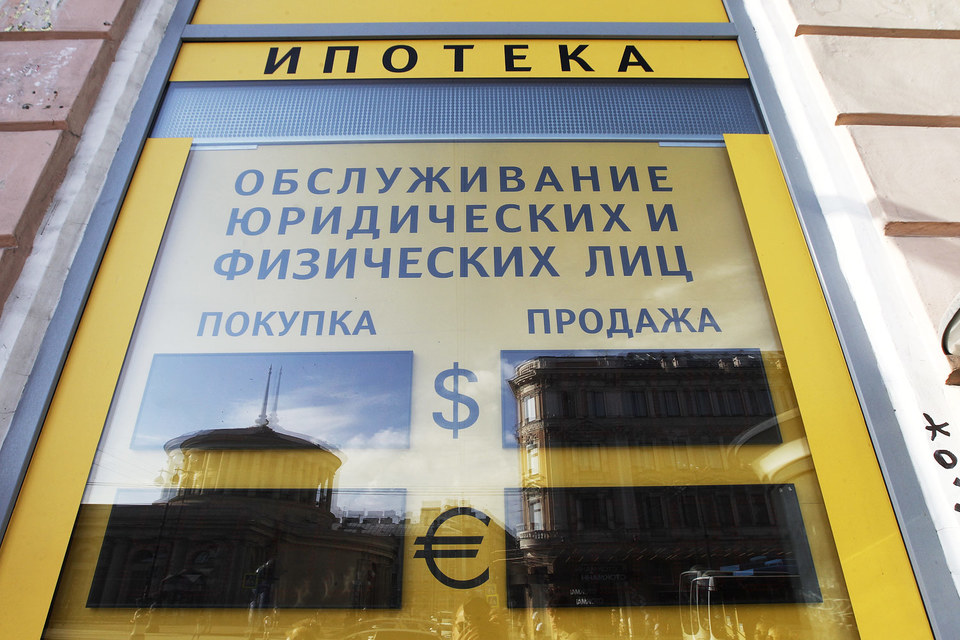 ИПОТЕКА
ОБСЛУЖИВАНИЕ
ЮРИДИЧЕСКИХ И
ФИЗИЧЕСКИХ ЛИЦ
ПОКУПКА ПРОДАЖА
$
€